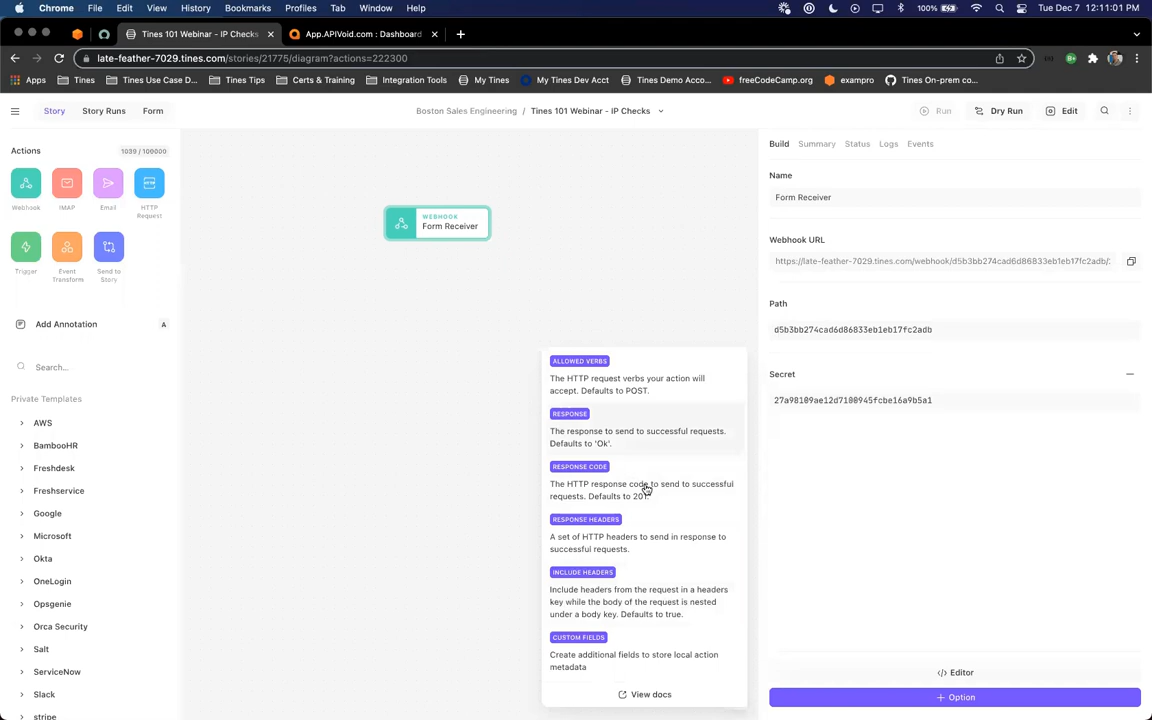 Chrome File Edit View History Bookmarks Profiles Tab Window Help 100% Tue Dec 7 12:11:01 PM
Tines 101 Webinar - IP Checks App.APIVoid.com : Dashboard
late-feather-7029.tines.com/stories/21775/diagram?actions=222300
Apps Tines Tines Use Case D... Tines Tips Certs & Training Integration Tools My Tines My Tines Dev Acct Tines Demo Acco... freeCodeCamp.org exampro Tines On-prem co...
Story Story Runs Form Boston Sales Engineering / Tines 101 Webinar - IP Checks Run Dry Run Edit
Actions 1039 / 100000
Webhook IMAP Email HTTP Request
Trigger Event Transform Send to Story
Add Annotation A
Search...
Private Templates
AWS
BambooHR
Freshdesk
Freshservice
Google
Microsoft
Okta
OneLogin
Opsgenie
Orca Security
Salt
ServiceNow
Slack
stripe
WEBHOOK
Form Receiver
ALLOWED VERBS
The HTTP request verbs your action will
accept. Defaults to POST.
RESPONSE
The response to send to successful requests.
Defaults to 'Ok'.
RESPONSE CODE
The HTTP response code to send to successful
requests. Defaults to 201.
RESPONSE HEADERS
A set of HTTP headers to send in response to
successful requests.
INCLUDE HEADERS
Include headers from the request in a headers
key while the body of the request is nested
under a body key. Defaults to true.
CUSTOM FIELDS
Create additional fields to store local action
metadata
View docs
Build Summary Status Logs Events
Name
Form Receiver
Webhook URL
https://late-feather-7029.tines.com/webhook/d5b3bb274cad6d86833eb1eb17fc2adb/
Path
d5b3bb274cad6d86833eb1eb17fc2adb
Secret
27a98109ae12d7180945fcbe16a9b5a1
</> Editor
+ Option